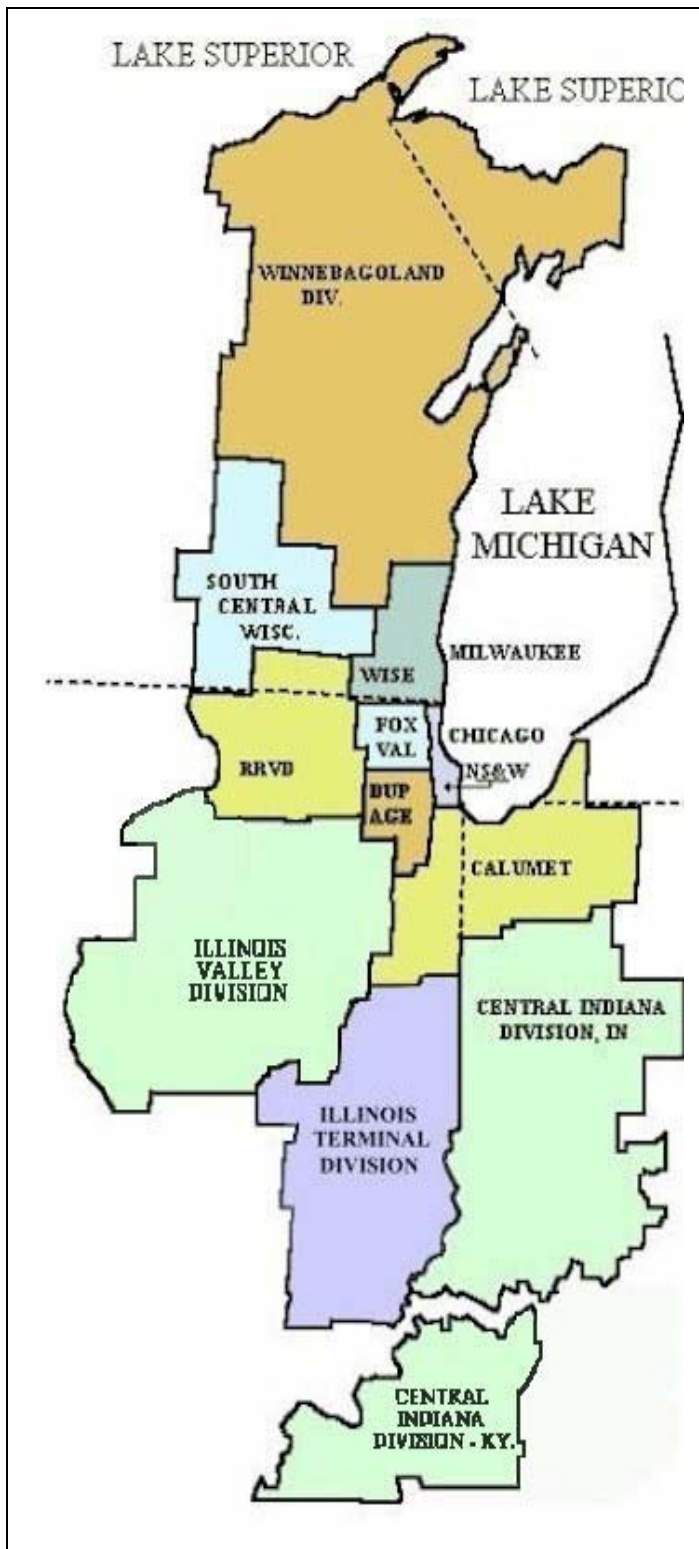 LAKE SUPERIOR
LAKE SUPERIO
WINNEBAGOLAND
DIV.
LAKE
MICHIGAN
SOUTH
CENTRAL
WISC.
WISE
MILWAUKEE
FOX
VAL
CHICAGO
NS&W
RRVD
DUP
AGE
CALUMET
ILLINOIS
VALLEY
DIVISION
CENTRAL INDIANA
DIVISION, IN
ILLINOIS
TERMINAL
DIVISION
CENTRAL
INDIANA
DIVISION - KY.